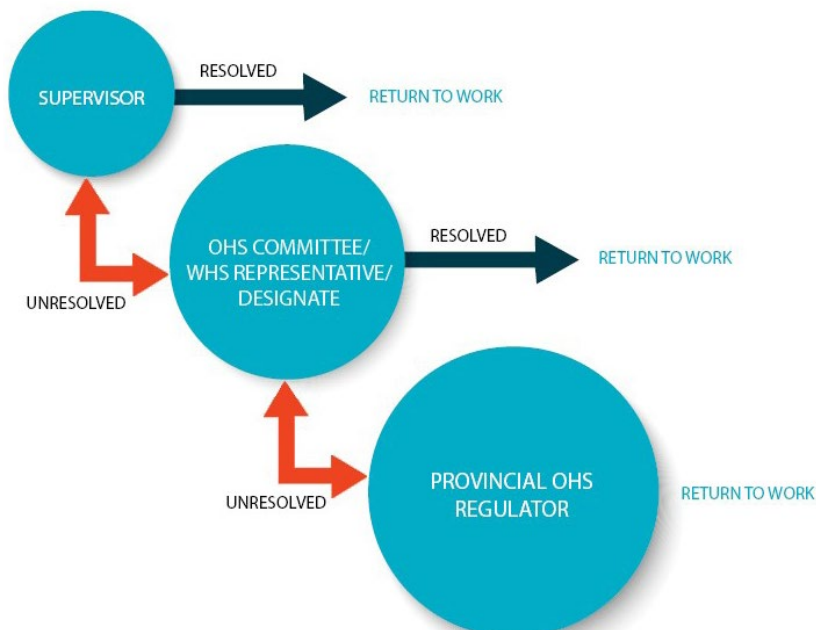 RESOLVED
SUPERVISOR
RETURN TO WORK
RESOLVED
OHS COMMITTEE/
WHS REPRESENTATIVE/
DESIGNATE
RETURN TO WORK
UNRESOLVED
PROVINCIAL OHS
REGULATOR
RETURN TO WORK
UNRESOLVED